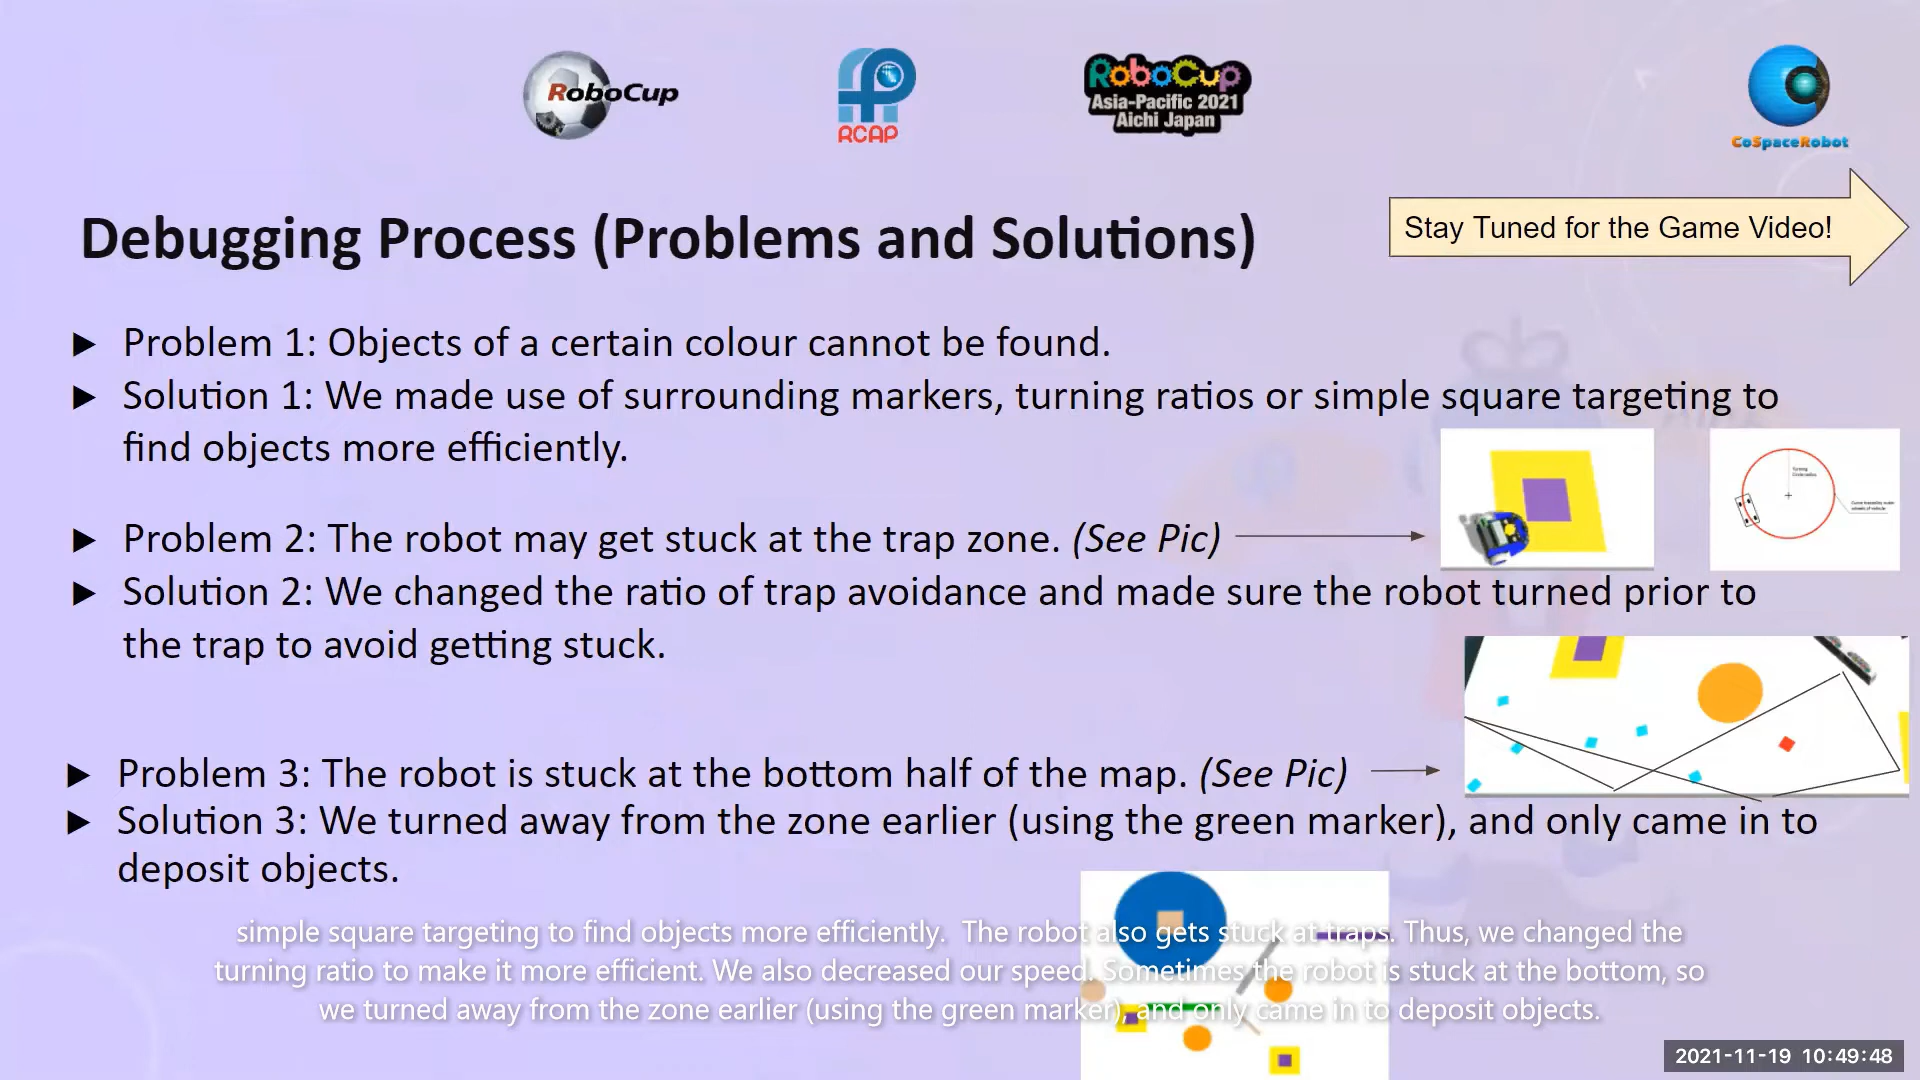 RoboCup
RCAP
RoboCup
Asia-Pacific 2021
Aichi Japan
CoSpaceRobot
Stay Tuned for the Game Video!
Debugging Process (Problems and Solutions)
► Problem 1: Objects of a certain colour cannot be found.
► Solution 1: We made use of surrounding markers, turning ratios or simple square targeting to
find objects more efficiently.
► Problem 2: The robot may get stuck at the trap zone. (See Pic)
► Solution 2: We changed the ratio of trap avoidance and made sure the robot turned prior to
the trap to avoid getting stuck.
► Problem 3: The robot is stuck at the bottom half of the map. (See Pic)
► Solution 3: We turned away from the zone earlier (using the green marker), and only came in to
deposit objects.
simple square targeting to find objects more efficiently. The robot also gets stuck at traps. Thus, we changed the
turning ratio to make it more efficient. We also decreased our speed. Sometimes the robot is stuck at the bottom, so
we turned away from the zone earlier (using the green marker), and only came in to deposit objects.
2021-11-19 10:49:48